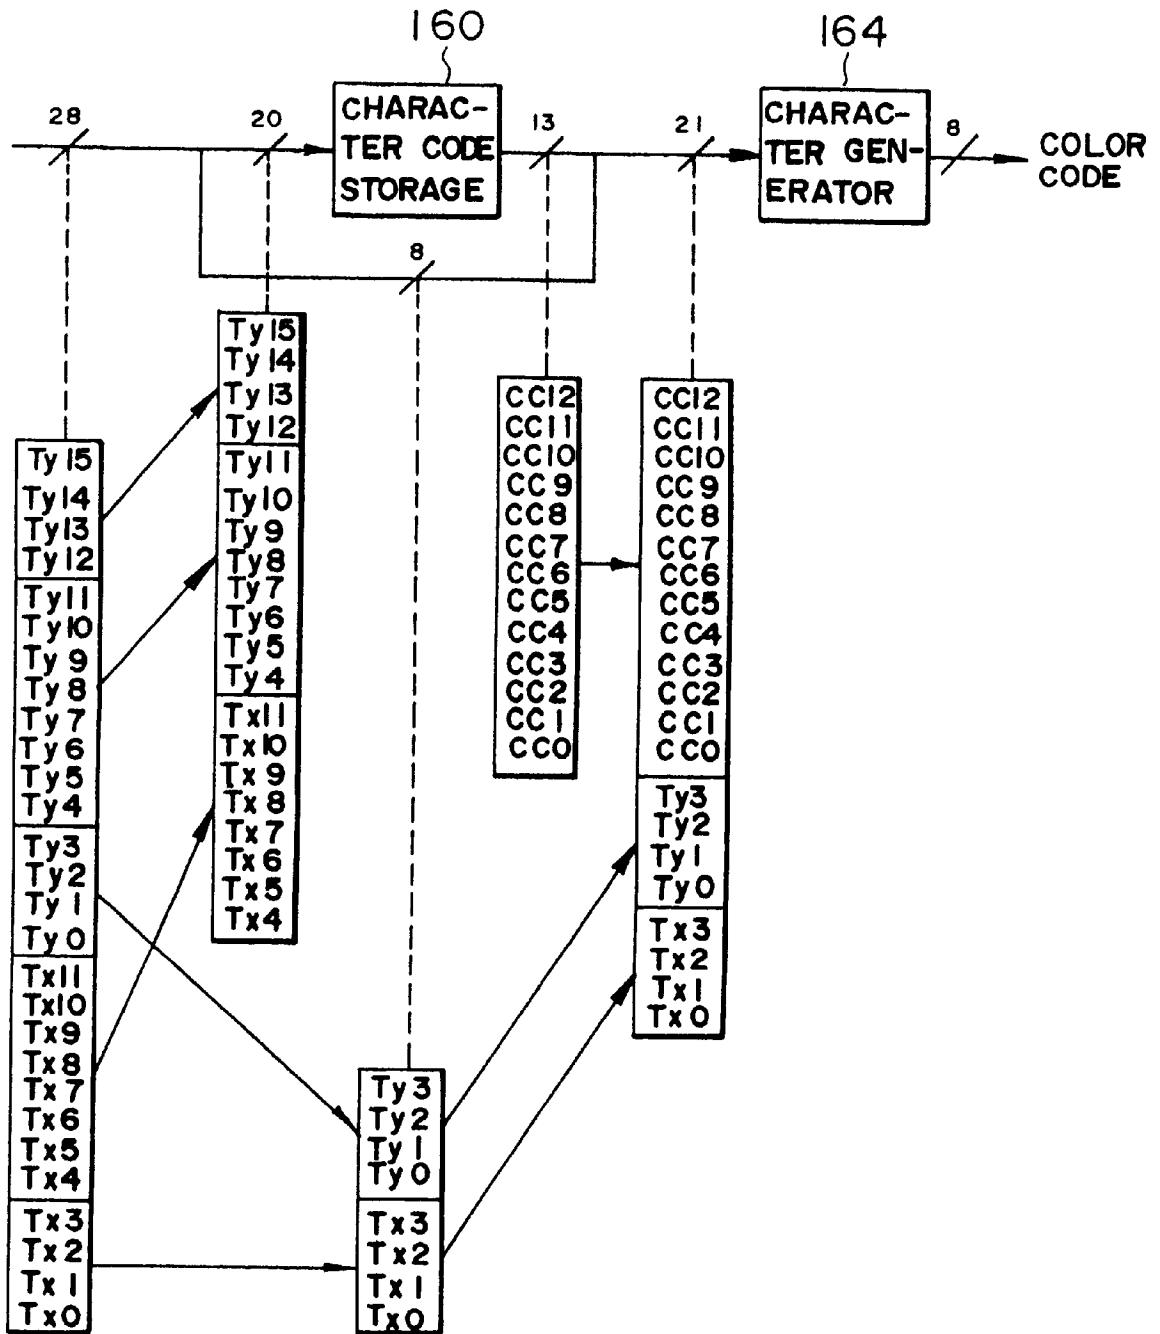 160
164
28
20
CHARAC-
TER CODE
STORAGE
13
21
CHARAC-
TER GEN-
ERATOR
8
COLOR
CODE
8
Ty15
Ty14
Ty13
Ty12
Ty11
Ty10
Ty9
Ty8
Ty7
Ty6
Ty5
Ty4
Ty3
Ty2
Ty1
Ty0
Tx11
Tx10
Tx9
Tx8
Tx7
Tx6
Tx5
Tx4
Tx3
Tx2
Tx1
Tx0
Ty15
Ty14
Ty13
Ty12
Ty11
Ty10
Ty9
Ty8
Ty7
Ty6
Ty5
Ty4
Tx11
Tx10
Tx9
Tx8
Tx7
Tx6
Tx5
Tx4
Ty3
Ty2
Ty1
Ty0
Tx3
Tx2
Tx1
Tx0
CC12
CC11
CC10
CC9
CC8
CC7
CC6
CC5
CC4
CC3
CC2
CC1
CC0
CC12
CC11
CC10
CC9
CC8
CC7
CC6
CC5
CC4
CC3
CC2
CC1
CC0
Ty3
Ty2
Ty1
Ty0
Tx3
Tx2
Tx1
Tx0